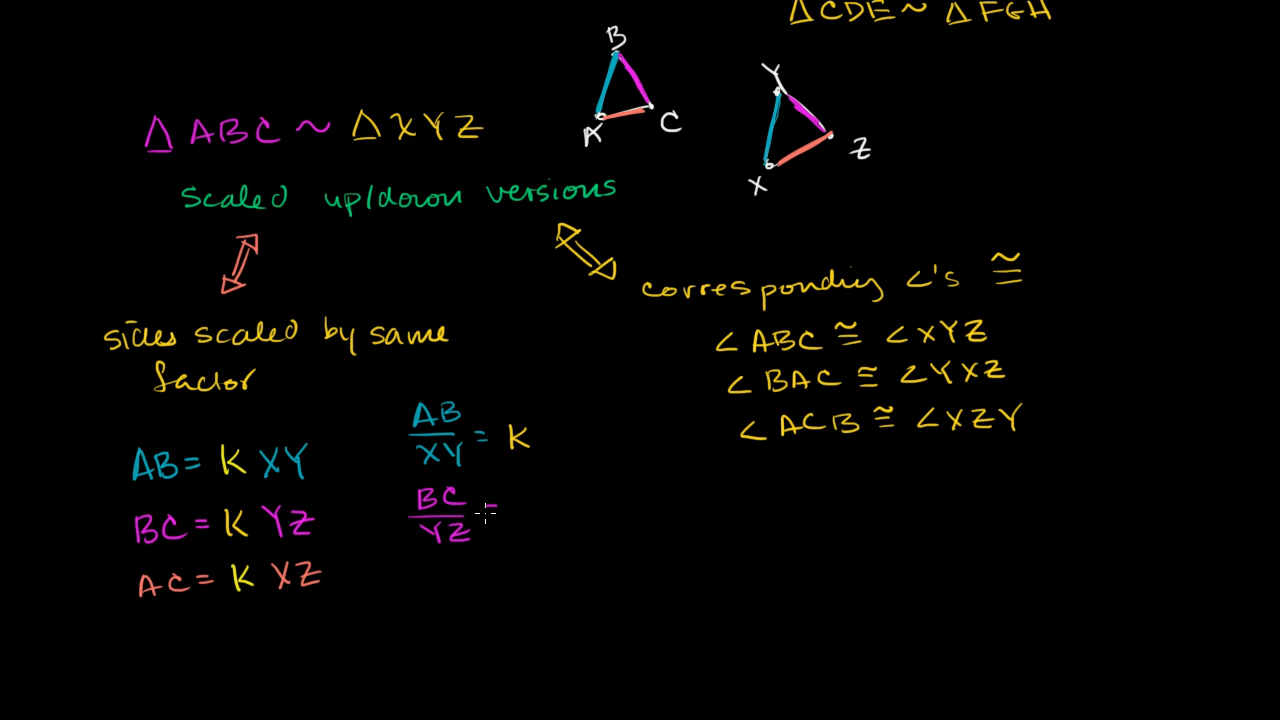 △CDE ~ △FGH
B
A
C
Y
X
Z
△ABC ~ △XYZ
scaled up/down versions
corresponding ∠'s ≅
∠ABC ≅ ∠XYZ
∠BAC ≅ ∠YXZ
∠ACB ≅ ∠XZY
sides scaled by same
factor
AB = K XY
BC = K YZ
AC = K XZ
AB/XY = K
BC/YZ =